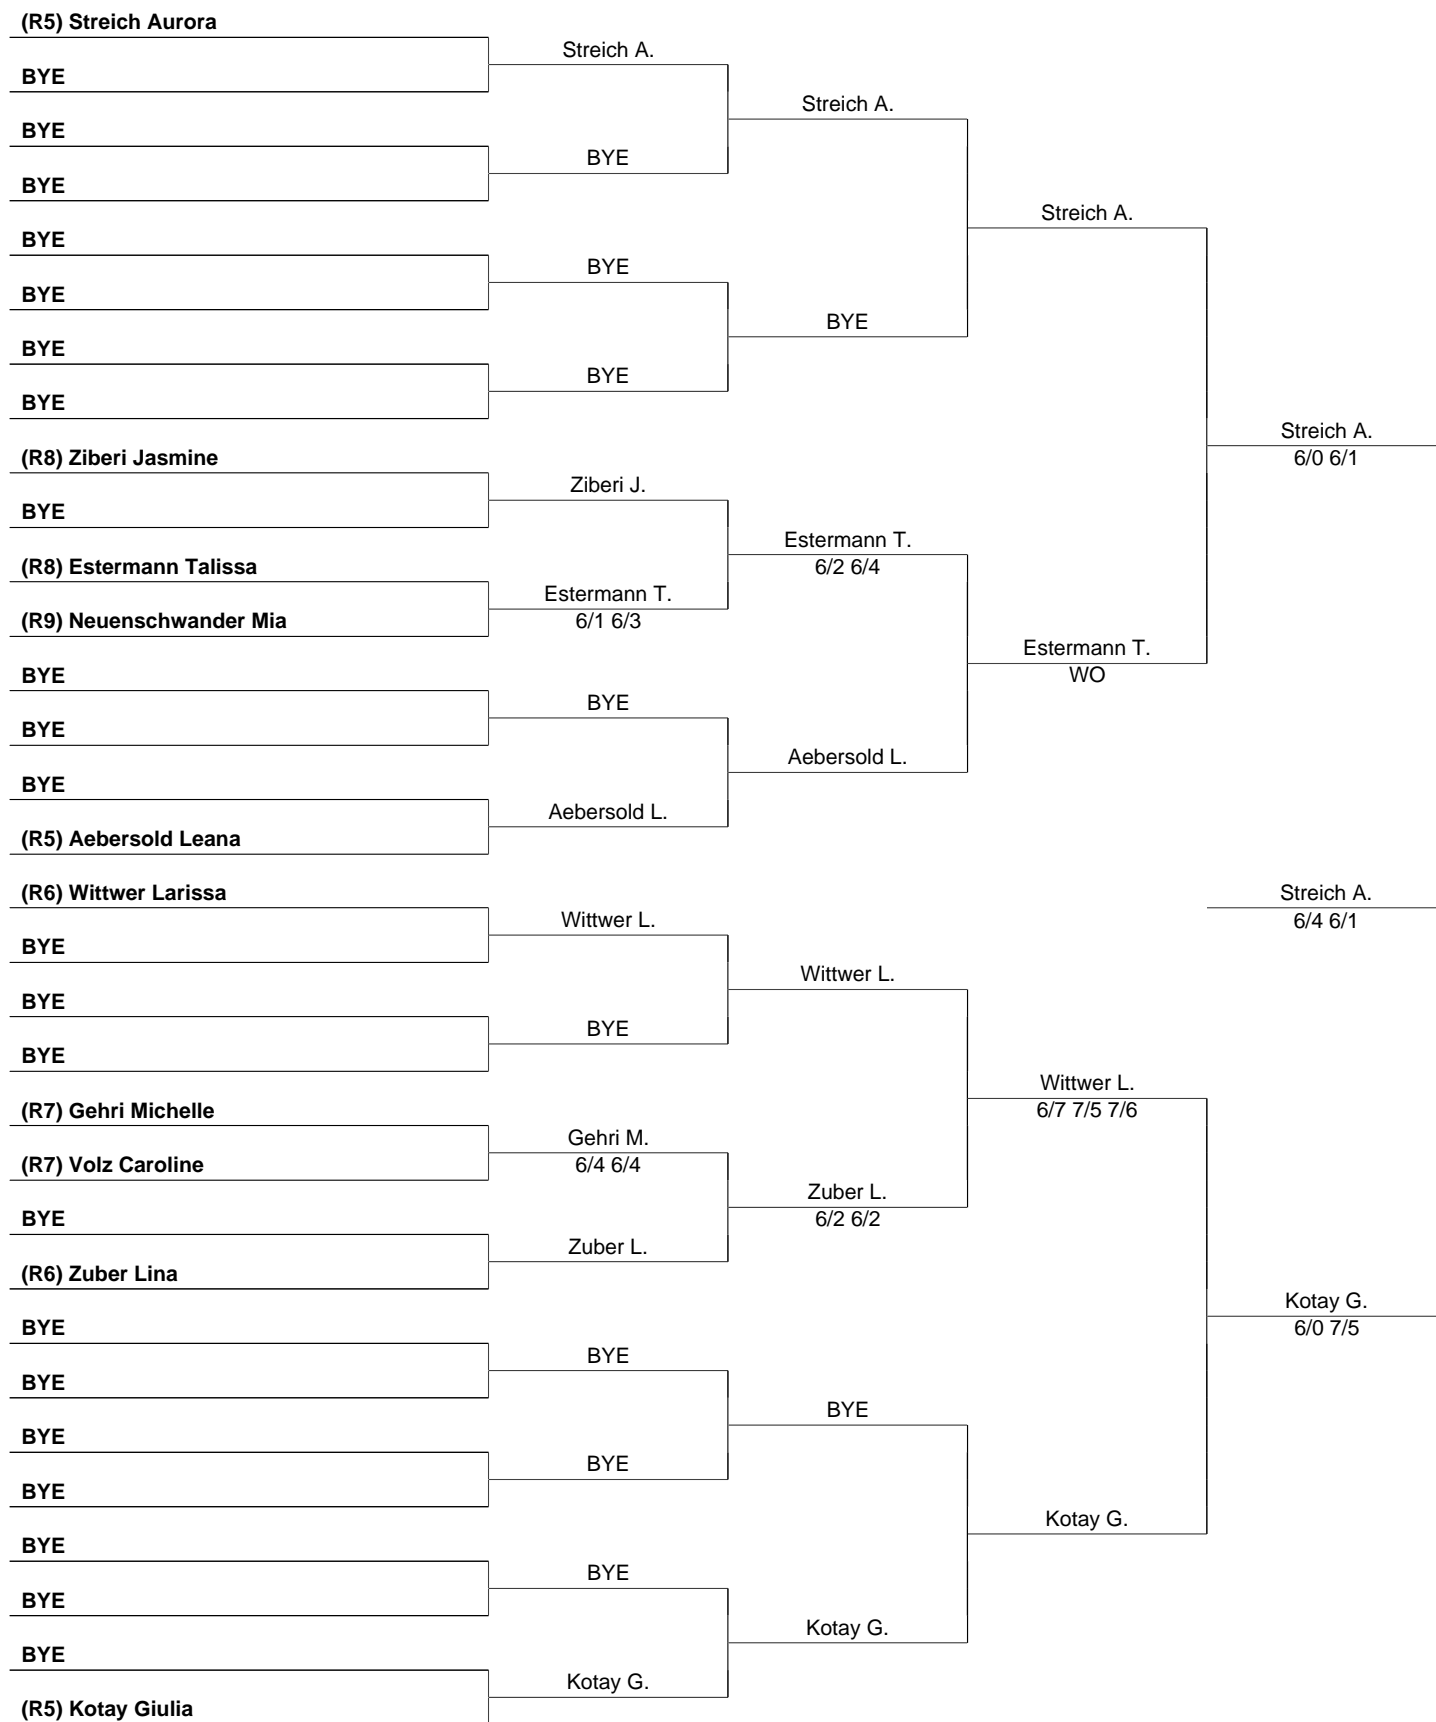 (R5) Streich Aurora
Streich A.
BYE
Streich A.
BYE
BYE
BYE
Streich A.
BYE
BYE
BYE
BYE
BYE
BYE
BYE
Streich A.
6/0 6/1
(R8) Ziberi Jasmine
Ziberi J.
BYE
Estermann T.
6/2 6/4
(R8) Estermann Talissa
Estermann T.
6/1 6/3
(R9) Neuenschwander Mia
Estermann T.
WO
BYE
BYE
BYE
Aebersold L.
BYE
Aebersold L.
(R5) Aebersold Leana
(R6) Wittwer Larissa
Streich A.
6/4 6/1
Wittwer L.
BYE
Wittwer L.
BYE
BYE
BYE
Wittwer L.
6/7 7/5 7/6
(R7) Gehri Michelle
Gehri M.
6/4 6/4
(R7) Volz Caroline
Zuber L.
6/2 6/2
BYE
Zuber L.
(R6) Zuber Lina
Kotay G.
6/0 7/5
BYE
BYE
BYE
BYE
BYE
BYE
BYE
Kotay G.
BYE
BYE
BYE
Kotay G.
BYE
Kotay G.
(R5) Kotay Giulia